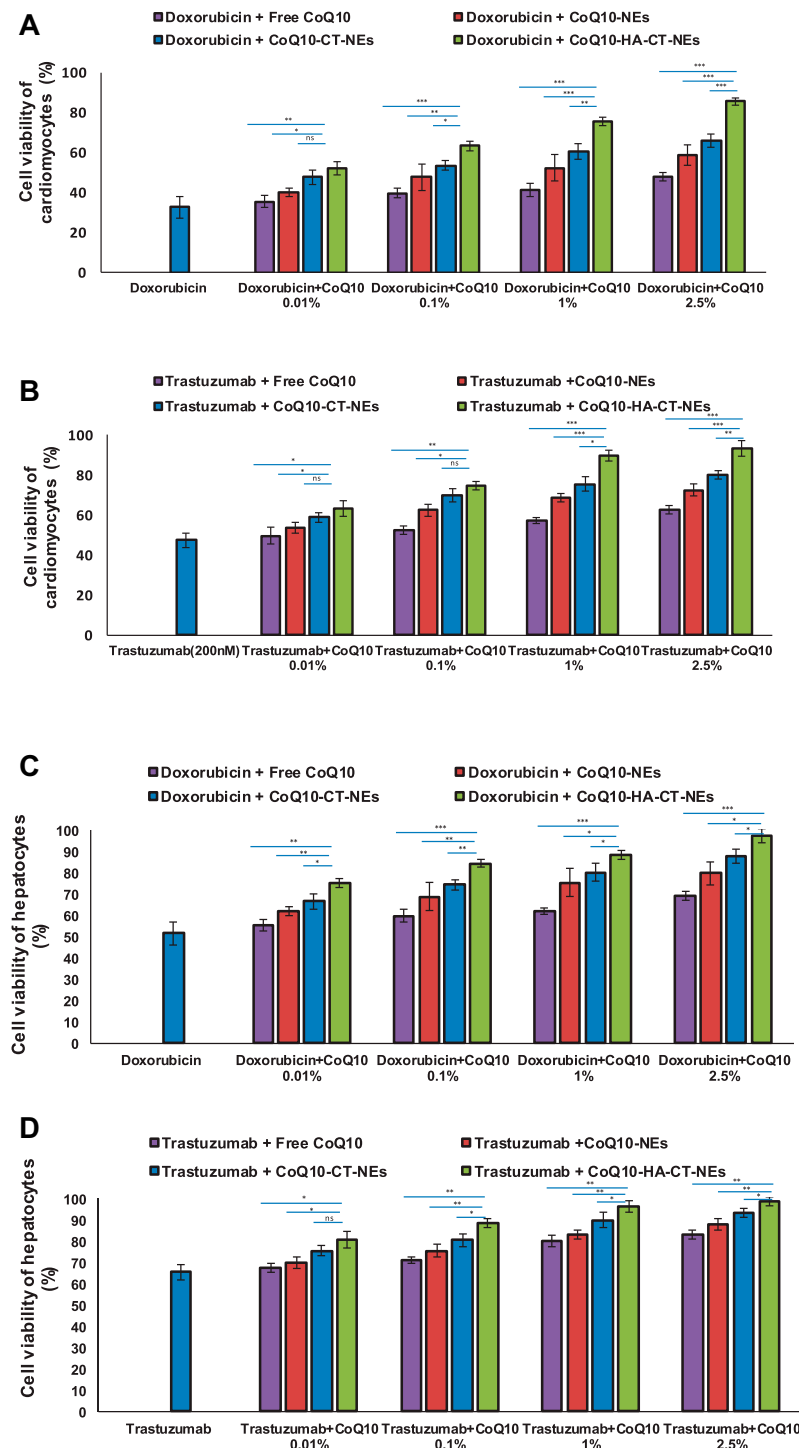 A
Doxorubicin + Free CoQ10
Doxorubicin + CoQ10-NEs
Doxorubicin + CoQ10-CT-NEs
Doxorubicin + CoQ10-HA-CT-NEs
Cell viability of
cardiomyocytes (%)
100
80
60
40
20
0
**
*
ns
***
**
*
***
***
**
***
***
***
Doxorubicin
Doxorubicin+CoQ10
0.01%
Doxorubicin+CoQ10
0.1%
Doxorubicin+CoQ10
1%
Doxorubicin+CoQ10
2.5%
B
Trastuzumab + Free CoQ10
Trastuzumab +CoQ10-NEs
Trastuzumab + CoQ10-CT-NEs
Trastuzumab + CoQ10-HA-CT-NEs
Cell viability of
cardiomyocytes (%)
100
80
60
40
20
0
*
*
ns
**
*
ns
***
***
*
***
***
**
Trastuzumab(200nM)
Trastuzumab+CoQ10
0.01%
Trastuzumab+CoQ10
0.1%
Trastuzumab+CoQ10
1%
Trastuzumab+CoQ10
2.5%
C
Doxorubicin + Free CoQ10
Doxorubicin + CoQ10-NEs
Doxorubicin + CoQ10-CT-NEs
Doxorubicin + CoQ10-HA-CT-NEs
Cell viability of hepatocytes
(%)
100
90
80
70
60
50
40
30
20
10
0
**
**
*
***
**
**
***
*
*
***
*
*
Doxorubicin
Doxorubicin+CoQ10
0.01%
Doxorubicin+CoQ10
0.1%
Doxorubicin+CoQ10
1%
Doxorubicin+CoQ10
2.5%
D
Trastuzumab + Free CoQ10
Trastuzumab +CoQ10-NEs
Trastuzumab + CoQ10-CT-NEs
Trastuzumab + CoQ10-HA-CT-NEs
Cell viability of hepatocytes
(%)
100
90
80
70
60
50
40
30
20
10
0
*
*
ns
**
**
*
**
**
*
**
**
*
Trastuzumab
Trastuzumab+CoQ10
0.01%
Trastuzumab+CoQ10
0.1%
Trastuzumab+CoQ10
1%
Trastuzumab+CoQ10
2.5%